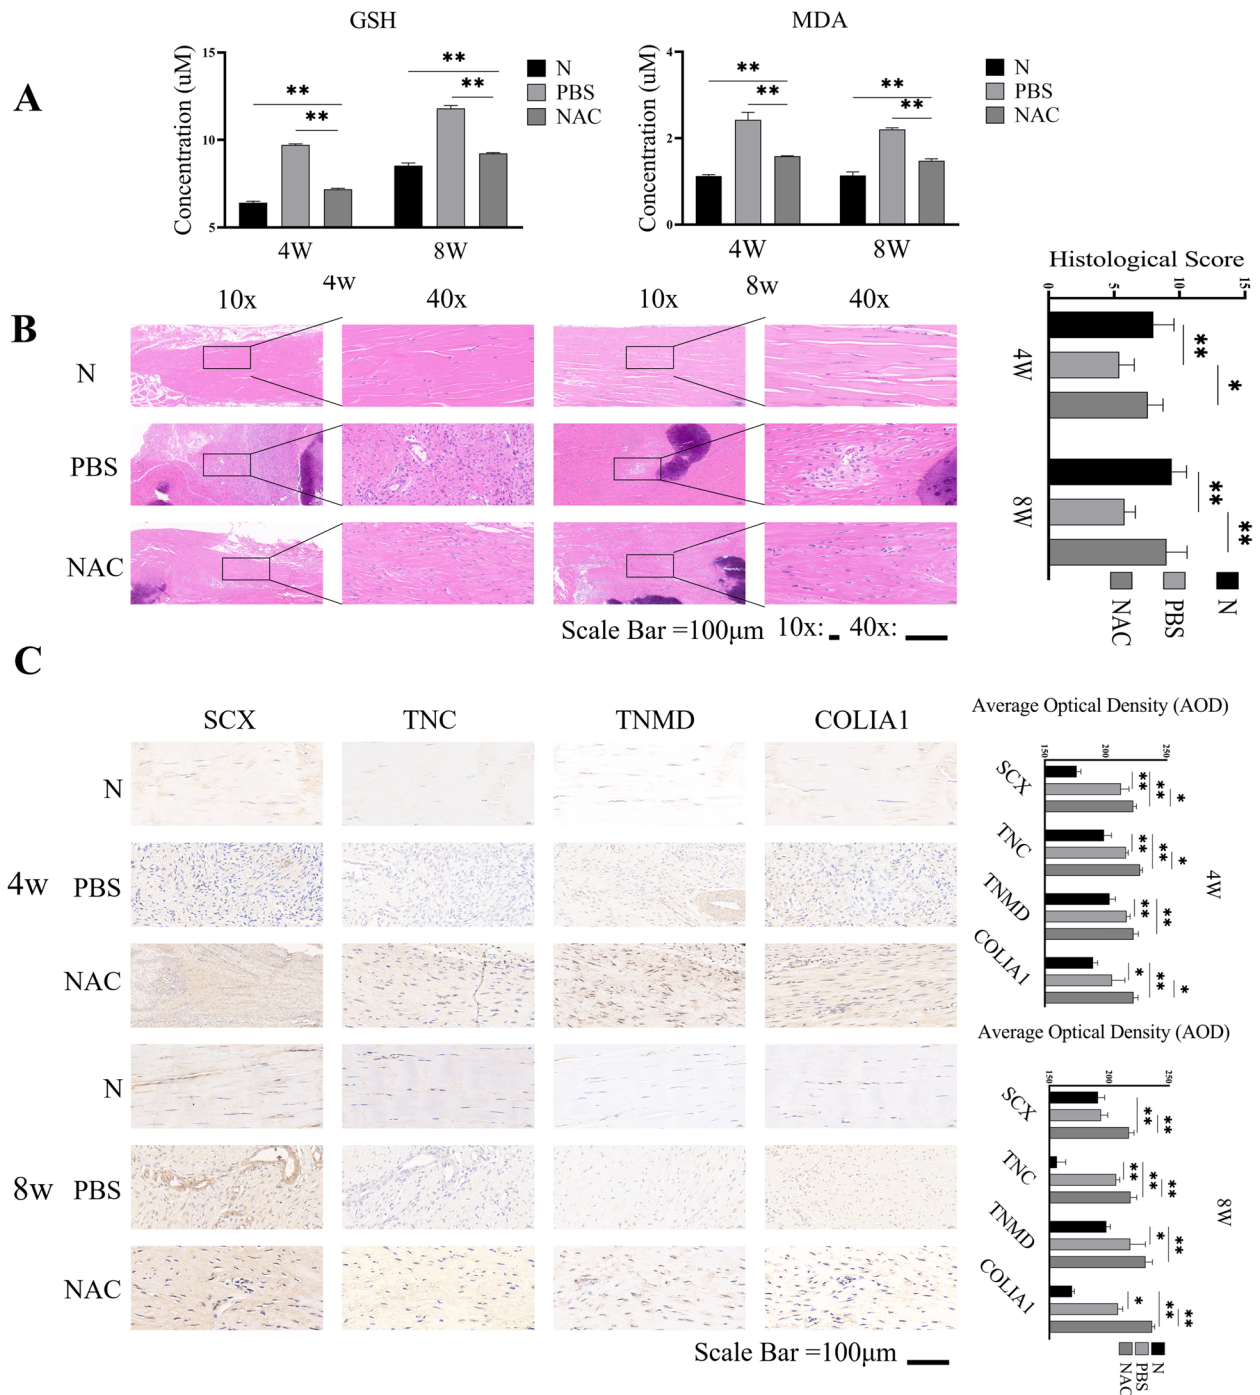 A
GSH
Concentration (uM)
15
10
5
** ** ** **
4W 8W
N
PBS
NAC
MDA
Concentration (uM)
4
2
0
** ** ** **
4W 8W
N
PBS
NAC
B
4w 8w
10x 40x 10x 40x
N
PBS
NAC
Scale Bar =100μm 10x: 40x:
Histological Score
0 5 10 15
4W
** *
8W
** **
N
PBS
NAC
C
SCX TNC TNMD COLIA1
4w
N
PBS
NAC
8w
N
PBS
NAC
Scale Bar =100μm
Average Optical Density (AOD)
150 200 250
SCX
** ** *
TNC
** ** *
TNMD
** **
COLIA1
* ** *
4W
Average Optical Density (AOD)
150 200 250
SCX
** **
TNC
** ** **
TNMD
* **
COLIA1
* ** **
8W
N
PBS
NAC